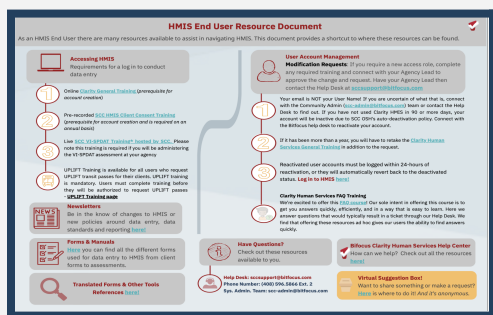 HMIS End User Resource Document
As an HMIS End User there are many resources available to assist in navigating HMIS. This document provides a shortcut to where these resources can be found.
Accessing HMIS
Requirements for a log in to conduct
data entry
1
Online Clarity General Training (prerequisite for
account creation)
2
Pre-recorded SCC HMIS Client Consent Training
(prerequisite for account creation and is required on an
annual basis)
3
Live SCC VI-SPDAT Training* hosted by SCC. Please
note this training is required if you will be administering
the VI-SPDAT assessment at your agency
UPLIFT Training is available for all users who request
UPLIFT transit passes for their clients. UPLIFT training
is mandatory. Users must complete training before
they will be authorized to request UPLIFT passes
- UPLIFT Training page
NEWS
Newsletters
Be in the know of changes to HMIS or
new policies around data entry, data
standards and reporting here!
Forms & Manuals
Here you can find all the different forms
used for data entry to HMIS from client
forms to assessments.
Translated Forms & Other Tools
References here!
User Account Management
Modification Requests: If you require a new access role, complete
any required training and connect with your Agency Lead to
approve the change and request. Have your Agency Lead then
contact the Help Desk at sccsupport@bitfocus.com
1
Your email is NOT your User Name! If you are uncertain of what that is, connect
with the Community Admin (scc-admin@bitfocus.com) team or contact the Help
Desk to find out. If you have not used Clarity HMIS in 90 or more days, your
account will be inactive due to SCC OSH's auto deactivation policy. Connect with
the Bitfocus help desk to reactivate your account.
2
If it has been more than a year, you will have to retake the Clarity Human
Services General Training in addition to the request.
3
Reactivated user accounts must be logged within 24-hours of
reactivation, or they will automatically revert back to the deactivated
status. Log in to HMIS here!
Clarity Human Services FAQ Training
We're excited to offer this FAQ course! Our sole intent in offering this course is to
get you answers quickly, efficiently, and in a way that is easy to learn. Here we
answer questions that would typically result in a ticket through our Help Desk. We
find that offering these resources ad hoc gives our users the ability to find answers
quickly.
Have Questions?
Check out these resources
available to you.
Help Desk: sccsupport@bitfocus.com
Phone Number: (408) 596.5866 Ext. 2
Sys. Admin. Team: scc-admin@bitfocus.com
Bifocus Clarity Human Services Help Center
How can we help? Check out all the resources
here!
Virtual Suggestion Box!
Want to share something or make a request?
Here is where to do it! And it's anonymous.